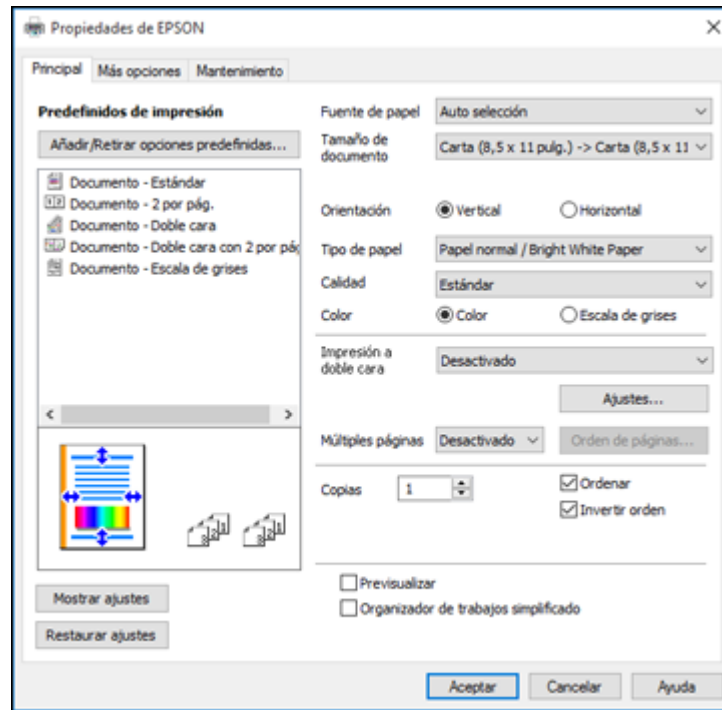 Propiedades de EPSON
Principal
Más opciones
Mantenimiento
Predefinidos de impresión
Añadir/Retirar opciones predefinidas...
Documento - Estándar
Documento - 2 por pág.
Documento - Doble cara
Documento - Doble cara con 2 por pág
Documento - Escala de grises
Mostrar ajustes
Restaurar ajustes
Fuente de papel
Auto selección
Tamaño de
documento
Carta (8,5 x 11 pulg.) -> Carta (8,5 x 11
Orientación
Vertical
Horizontal
Tipo de papel
Papel normal / Bright White Paper
Calidad
Estándar
Color
Color
Escala de grises
Impresión a
doble cara
Desactivado
Ajustes...
Múltiples páginas
Desactivado
Orden de páginas...
Copias
1
Ordenar
Invertir orden
Previsualizar
Organizador de trabajos simplificado
Aceptar
Cancelar
Ayuda